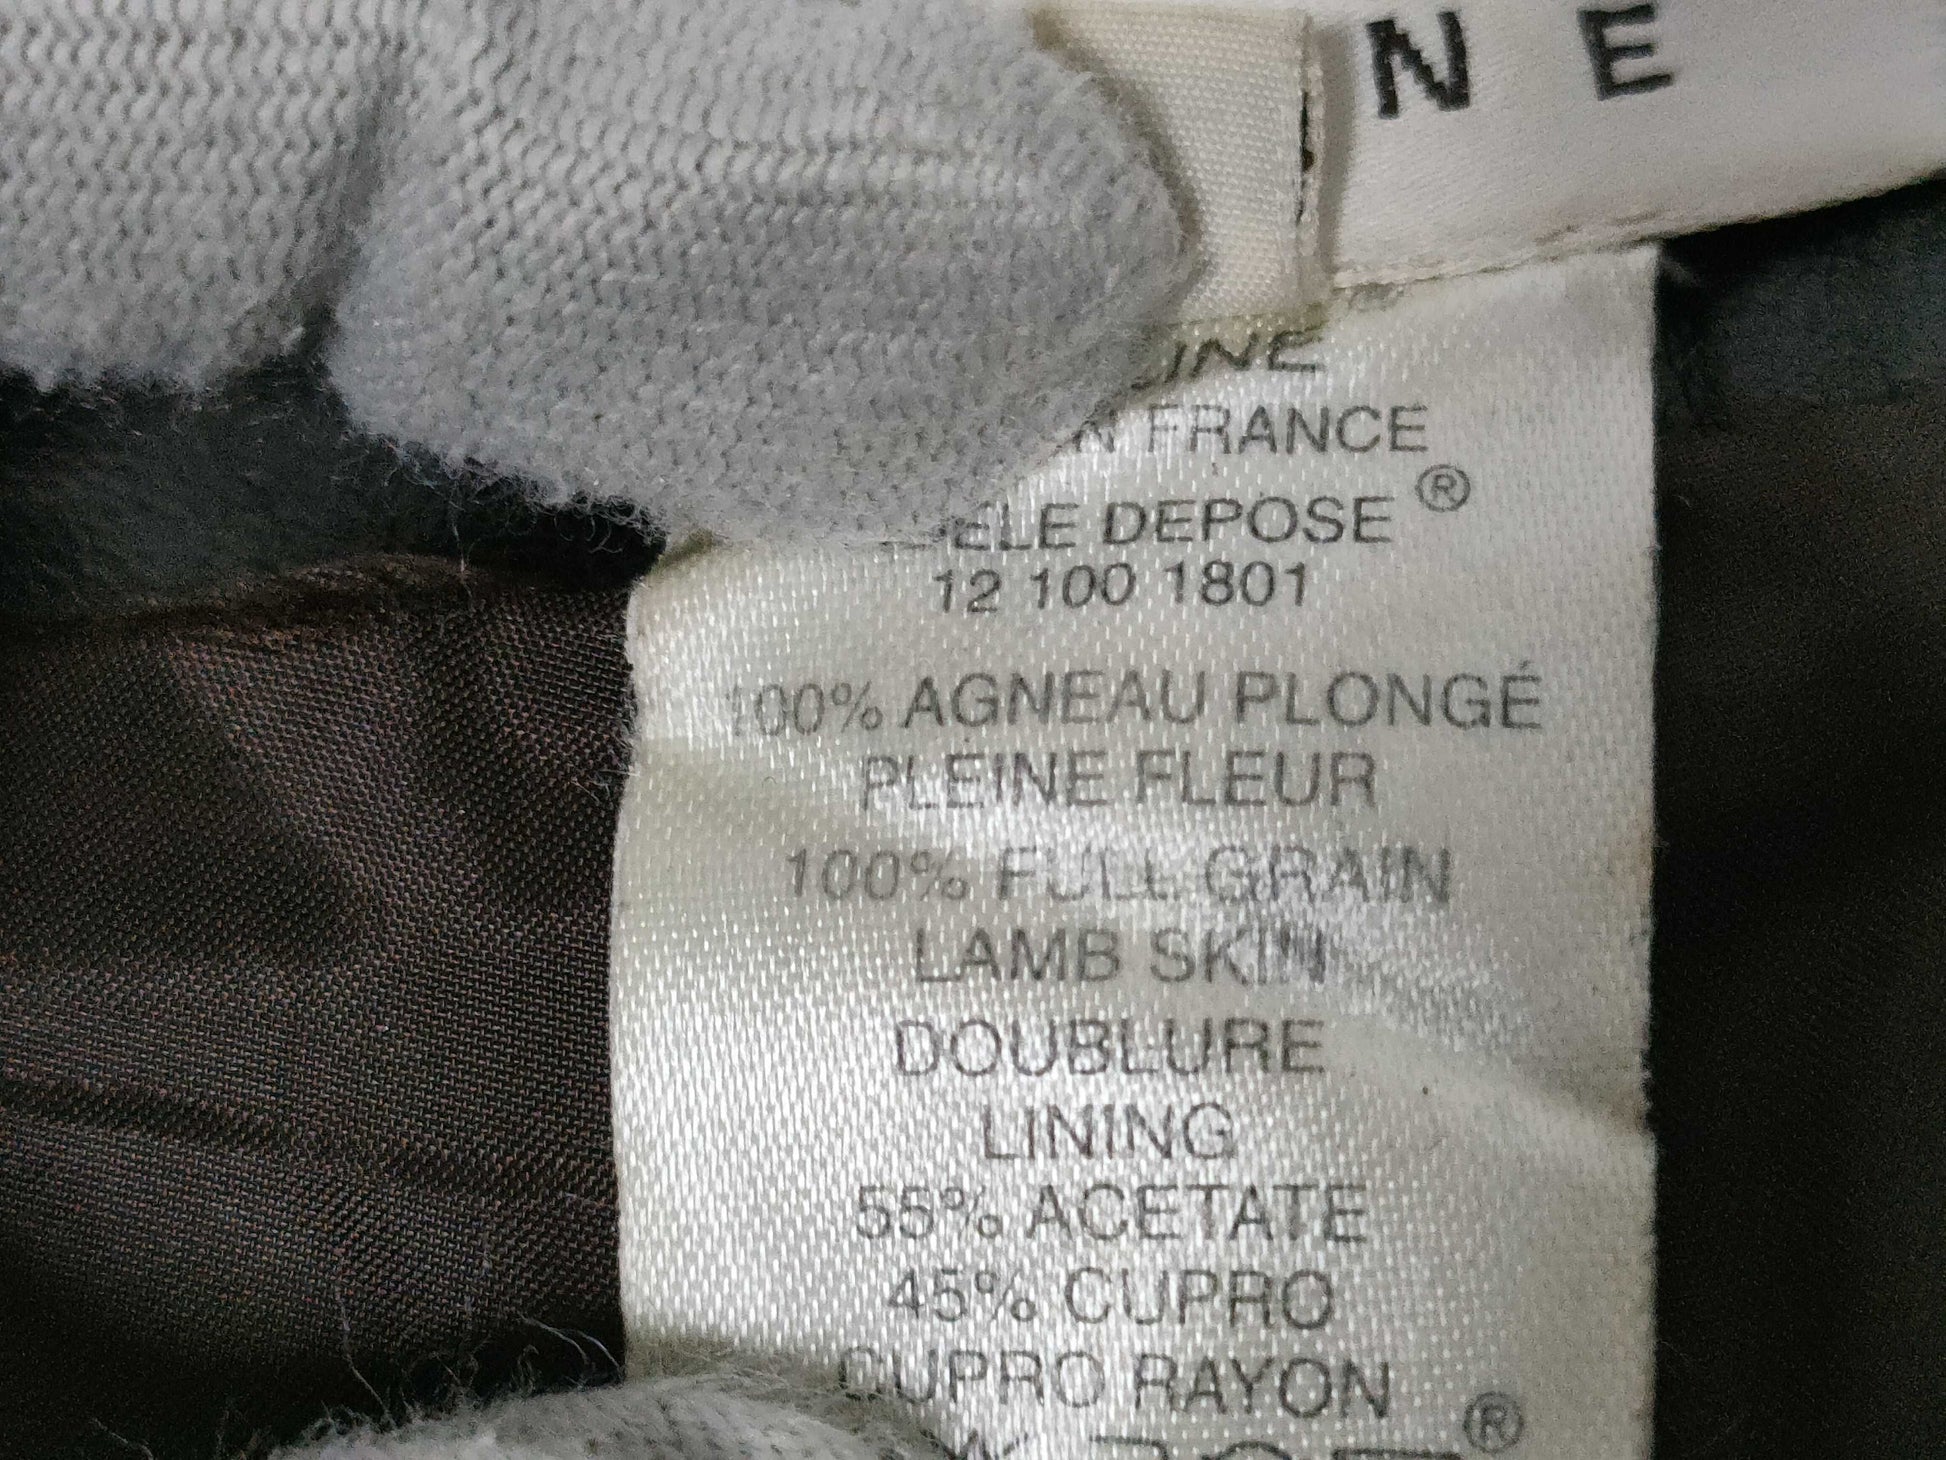 N E
FRANCE
DEPOSE ®
12 100 1801
100% AGNEAU PLONGÉ
PLEINE FLEUR
100% FULL GRAIN
LAMB SKIN
DOUBLURE
LINING
55% ACETATE
45% CUPRO
CUPRO RAYON
®